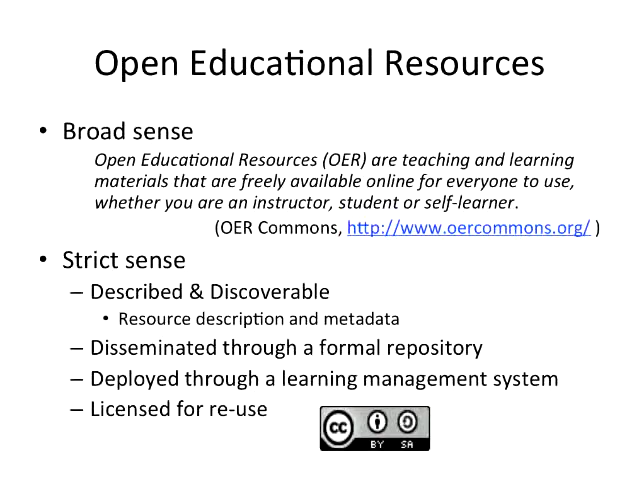 Open Educational Resources
• Broad sense
Open Educational Resources (OER) are teaching and learning
materials that are freely available online for everyone to use,
whether you are an instructor, student or self-learner.
(OER Commons, http://www.oercommons.org/ )
• Strict sense
– Described & Discoverable
• Resource description and metadata
– Disseminated through a formal repository
– Deployed through a learning management system
– Licensed for re-use
cc
BY SA